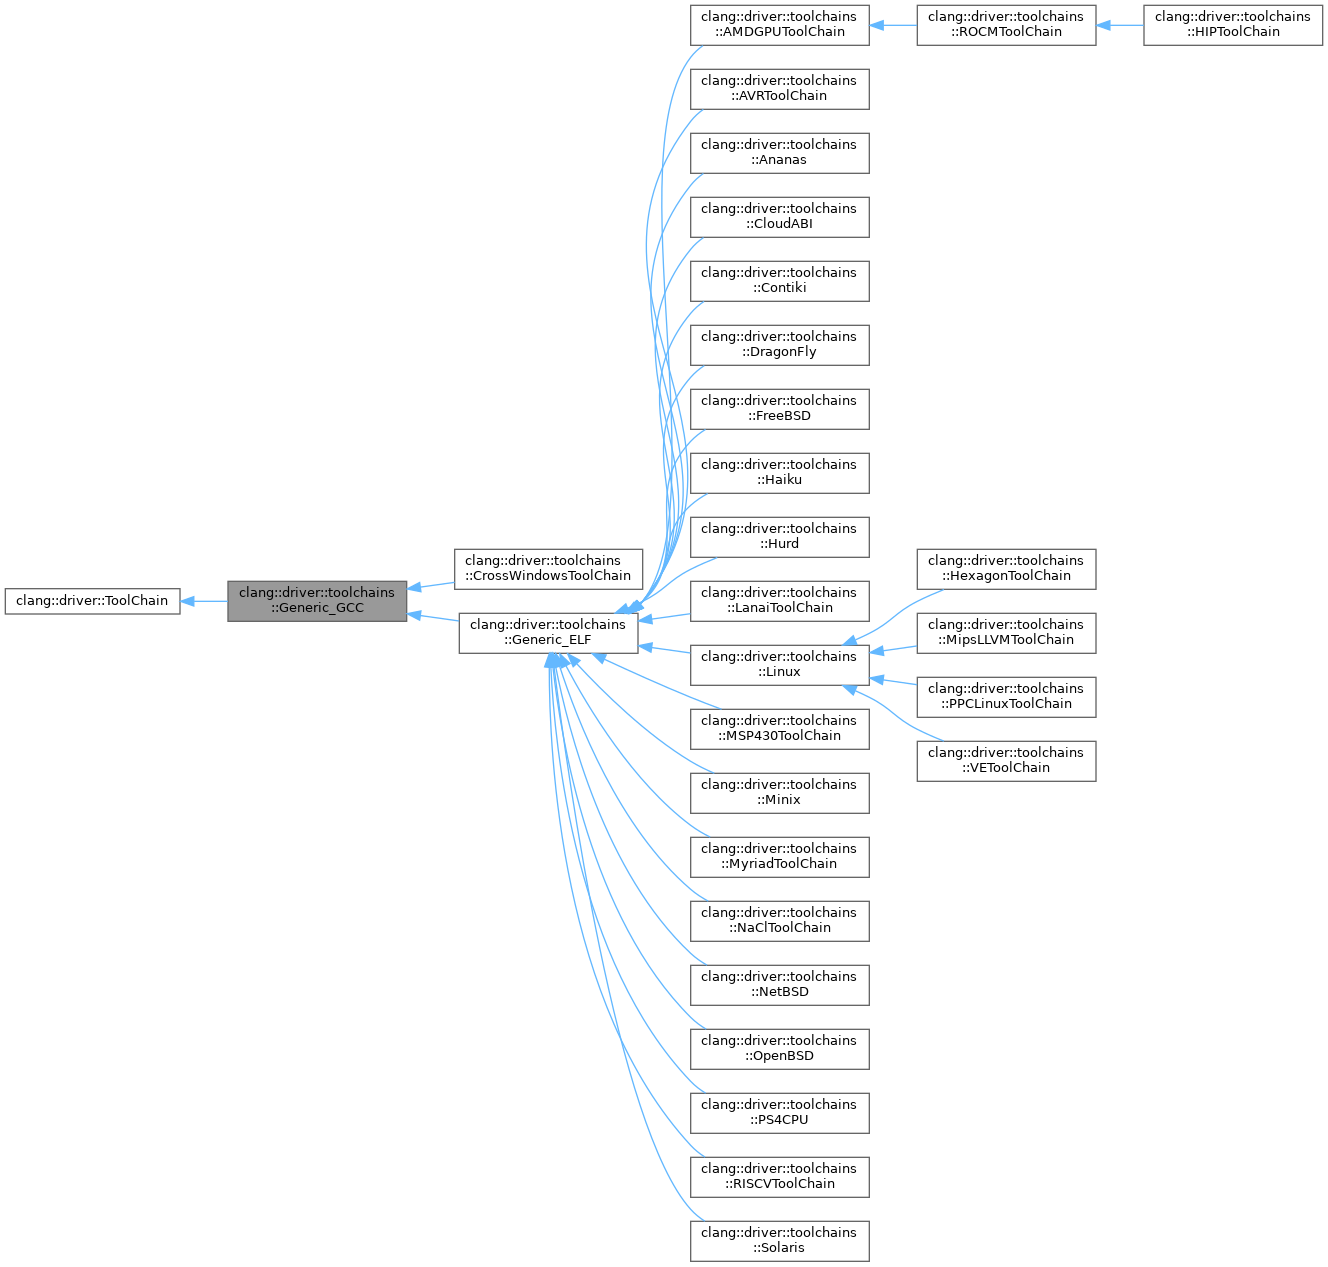 clang::driver::ToolChain
clang::driver::toolchains
::Generic_GCC
clang::driver::toolchains
::CrossWindowsToolChain
clang::driver::toolchains
::Generic_ELF
clang::driver::toolchains
::AMDGPUToolChain
clang::driver::toolchains
::ROCMToolChain
clang::driver::toolchains
::HIPToolChain
clang::driver::toolchains
::AVRToolChain
clang::driver::toolchains
::Ananas
clang::driver::toolchains
::CloudABI
clang::driver::toolchains
::Contiki
clang::driver::toolchains
::DragonFly
clang::driver::toolchains
::FreeBSD
clang::driver::toolchains
::Haiku
clang::driver::toolchains
::Hurd
clang::driver::toolchains
::LanaiToolChain
clang::driver::toolchains
::Linux
clang::driver::toolchains
::HexagonToolChain
clang::driver::toolchains
::MipsLLVMToolChain
clang::driver::toolchains
::PPCLinuxToolChain
clang::driver::toolchains
::VEToolChain
clang::driver::toolchains
::MSP430ToolChain
clang::driver::toolchains
::Minix
clang::driver::toolchains
::MyriadToolChain
clang::driver::toolchains
::NaClToolChain
clang::driver::toolchains
::NetBSD
clang::driver::toolchains
::OpenBSD
clang::driver::toolchains
::PS4CPU
clang::driver::toolchains
::RISCVToolChain
clang::driver::toolchains
::Solaris